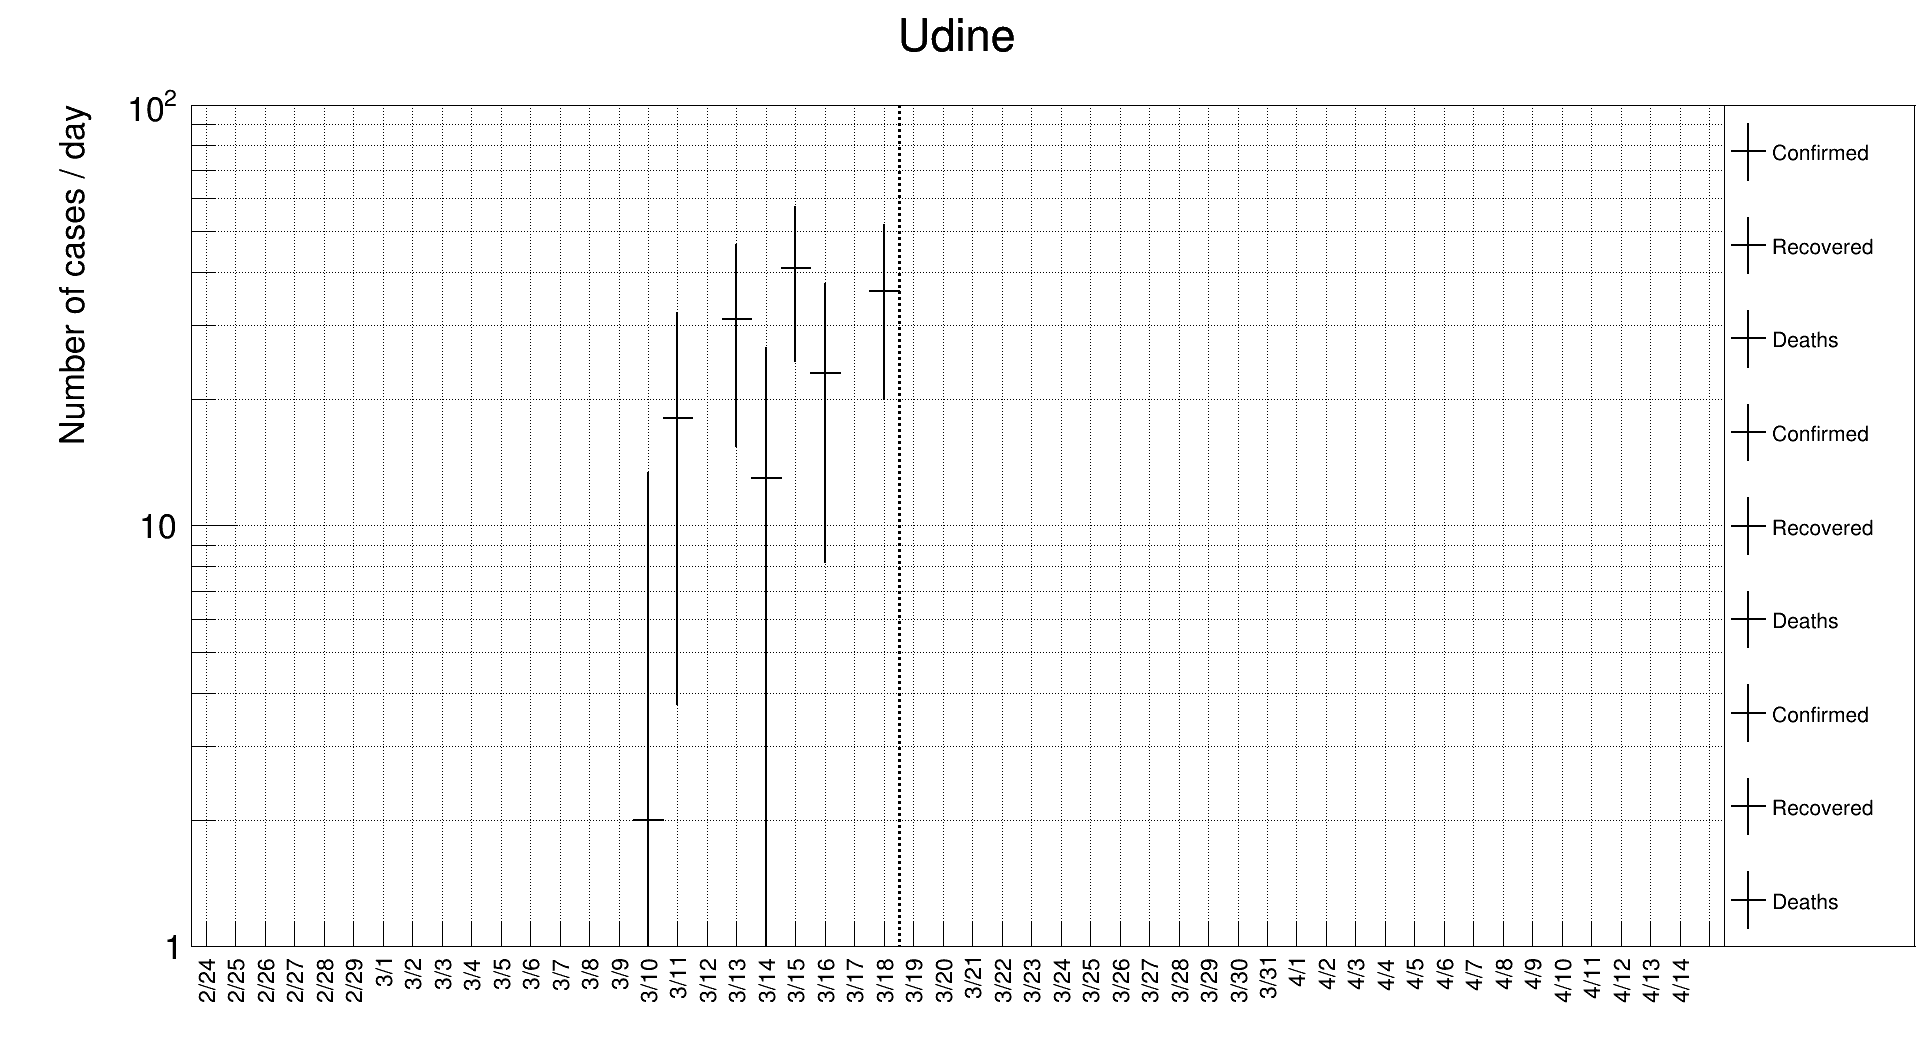 Udine
Number of cases / day
10²
10
1
2/24 2/25 2/26 2/27 2/28 2/29 3/1 3/2 3/3 3/4 3/5 3/6 3/7 3/8 3/9 3/10 3/11 3/12 3/13 3/14 3/15 3/16 3/17 3/18 3/19 3/20 3/21 3/22 3/23 3/24 3/25 3/26 3/27 3/28 3/29 3/30 3/31 4/1 4/2 4/3 4/4 4/5 4/6 4/7 4/8 4/9 4/10 4/11 4/12 4/13 4/14
Confirmed
Recovered
Deaths
Confirmed
Recovered
Deaths
Confirmed
Recovered
Deaths